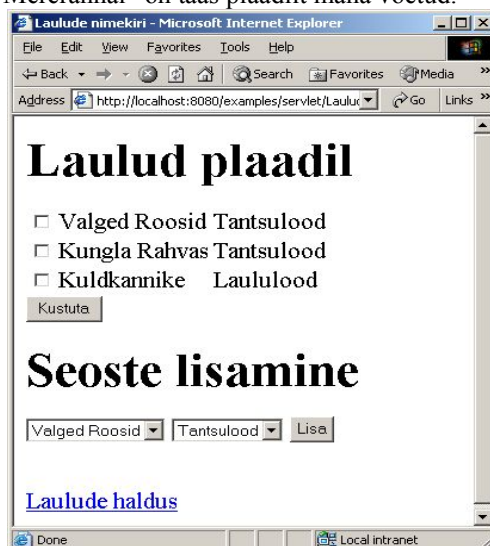 on taas plaadilt maha võetud.
Laulude nimekiri - Microsoft Internet Explorer
File Edit View Favorites Tools Help
Back Search Favorites Media »
Address http://localhost:8080/examples/servlet/Laulud Go Links »
Laulud plaadil
Valged Roosid Tantsulood
Kungla Rahvas Tantsulood
Kuldkannike Laululood
Kustuta
Seoste lisamine
Valged Roosid Tantsulood Lisa
Laulude haldus
Done Local intranet